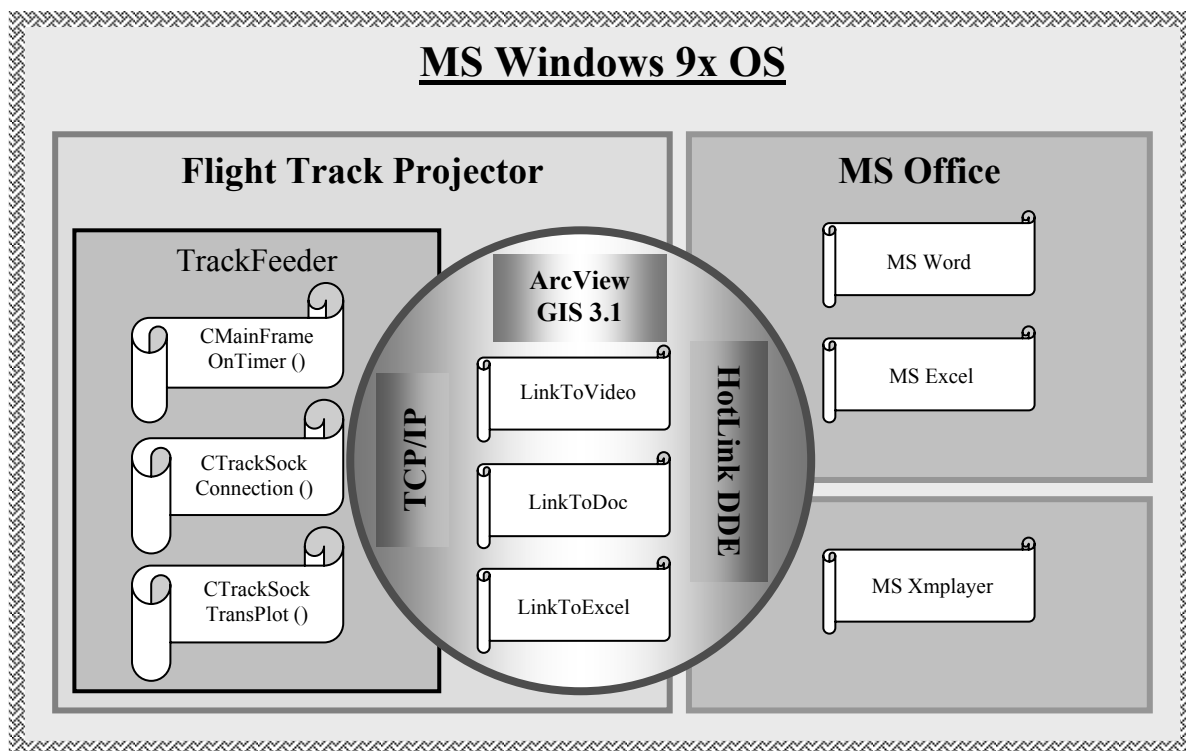 MS Windows 9x OS
Flight Track Projector
TrackFeeder
CMainFrame
OnTimer ()
CTrackSock
Connection ()
CTrackSock
TransPlot ()
TCP/IP
ArcView
GIS 3.1
LinkToVideo
LinkToDoc
LinkToExcel
HotLink DDE
MS Office
MS Word
MS Excel
MS Xmplayer